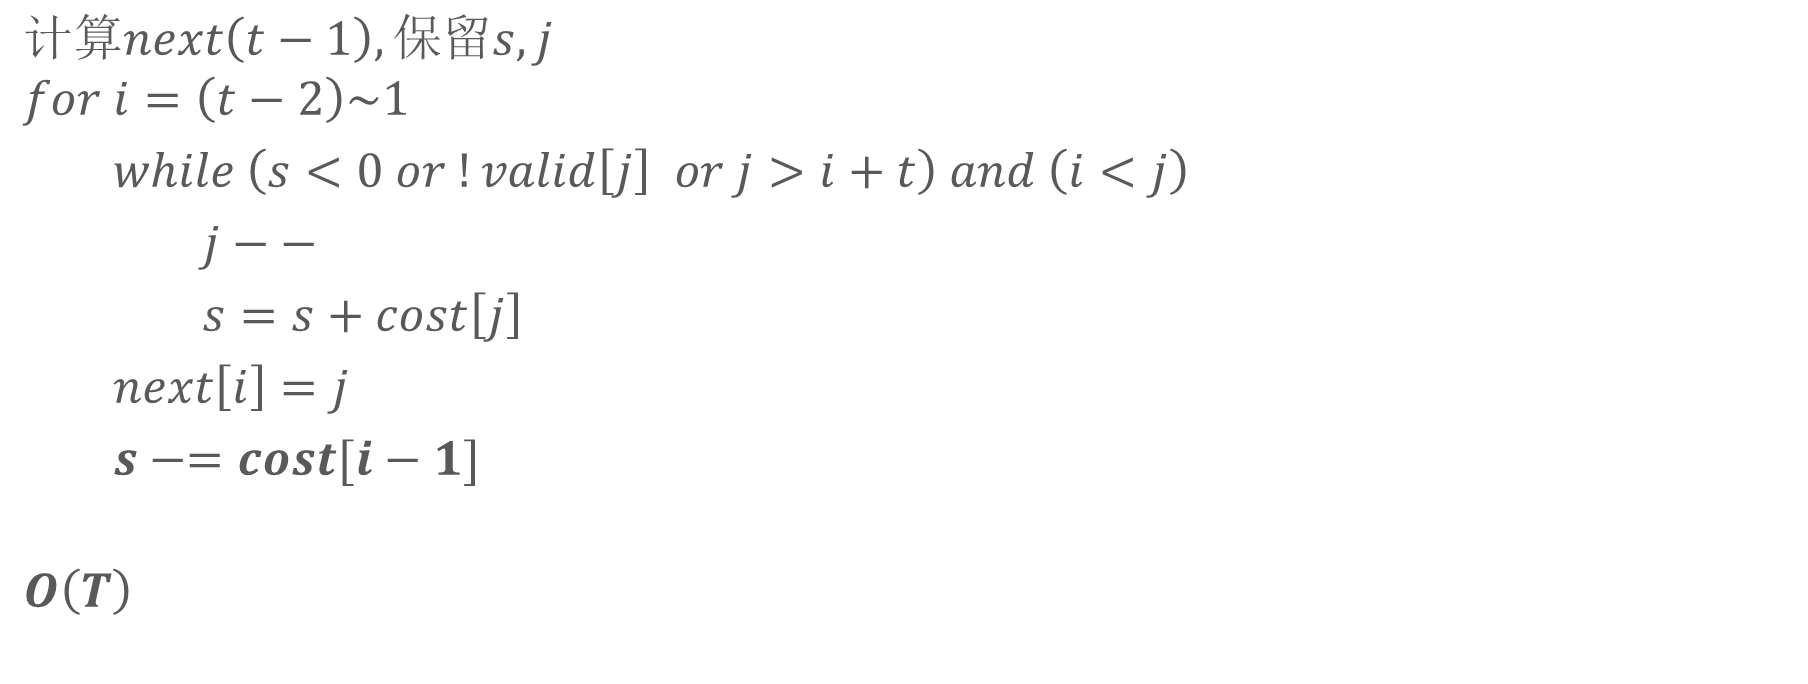 计算next(t − 1), 保留s, j
for i = (t − 2)~1
while (s < 0 or ! valid[j] or j > i + t) and (i < j)
j − −
s = s + cost[j]
next[i] = j
s −= cost[i − 1]
O(T)